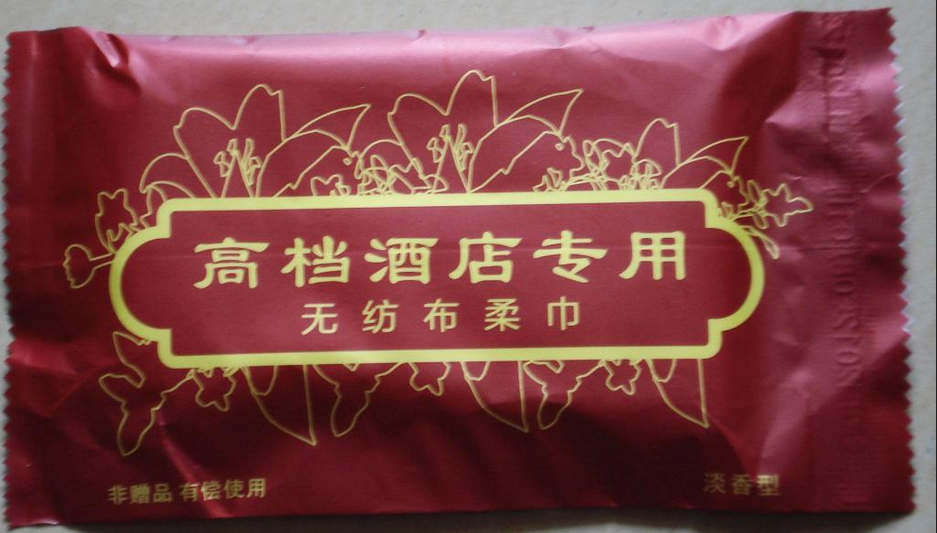 高档酒店专用
无纺布柔巾
非赠品 有偿使用
淡香型